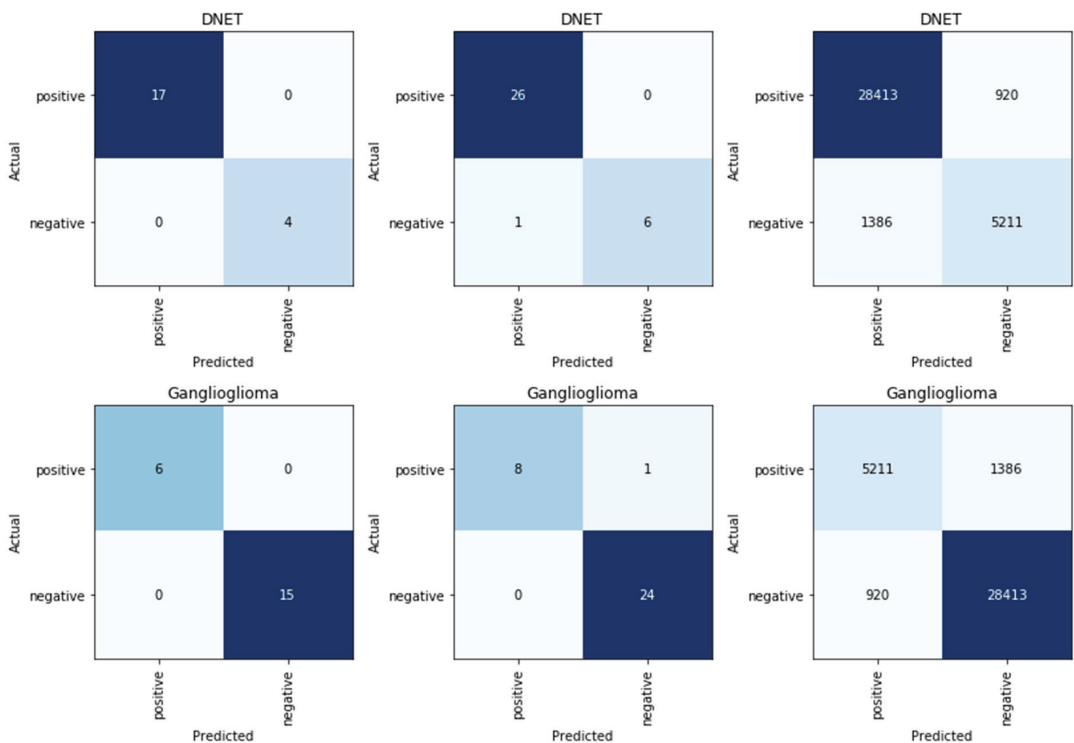 DNET
positive
17
0
Actual
negative
0
4
positive
negative
Predicted
DNET
positive
26
0
Actual
negative
1
6
positive
negative
Predicted
DNET
positive
28413
920
Actual
negative
1386
5211
positive
negative
Predicted
Ganglioglioma
positive
6
0
Actual
negative
0
15
positive
negative
Predicted
Ganglioglioma
positive
8
1
Actual
negative
0
24
positive
negative
Predicted
Ganglioglioma
positive
5211
1386
Actual
negative
920
28413
positive
negative
Predicted